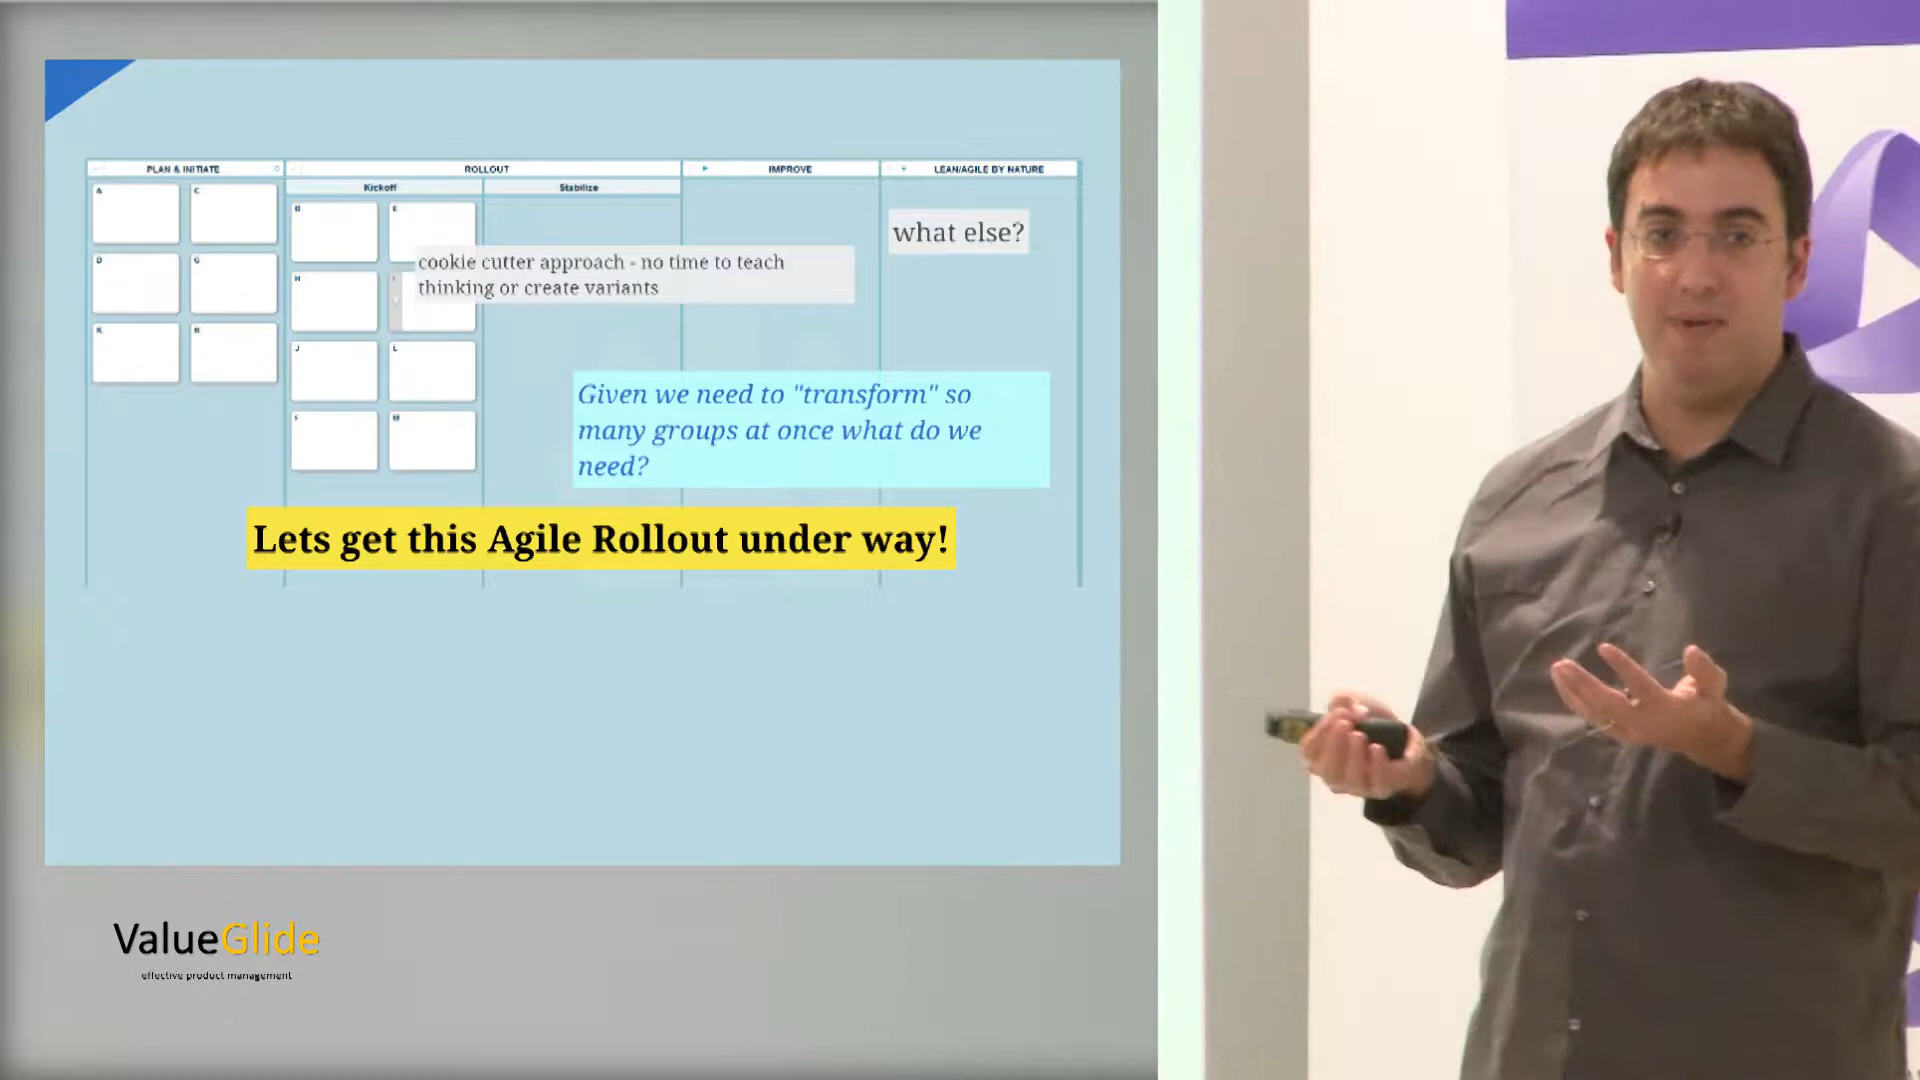 PLAN & INITIATE
ROLLOUT
IMPROVE
LEAN/AGILE BY NATURE
Kickoff
Stabilize
A
C
B
E
D
G
H
K
N
J
L
F
M
what else?
cookie cutter approach - no time to teach
thinking or create variants
Given we need to "transform" so
many groups at once what do we
need?
Lets get this Agile Rollout under way!
ValueGlide
effective product management